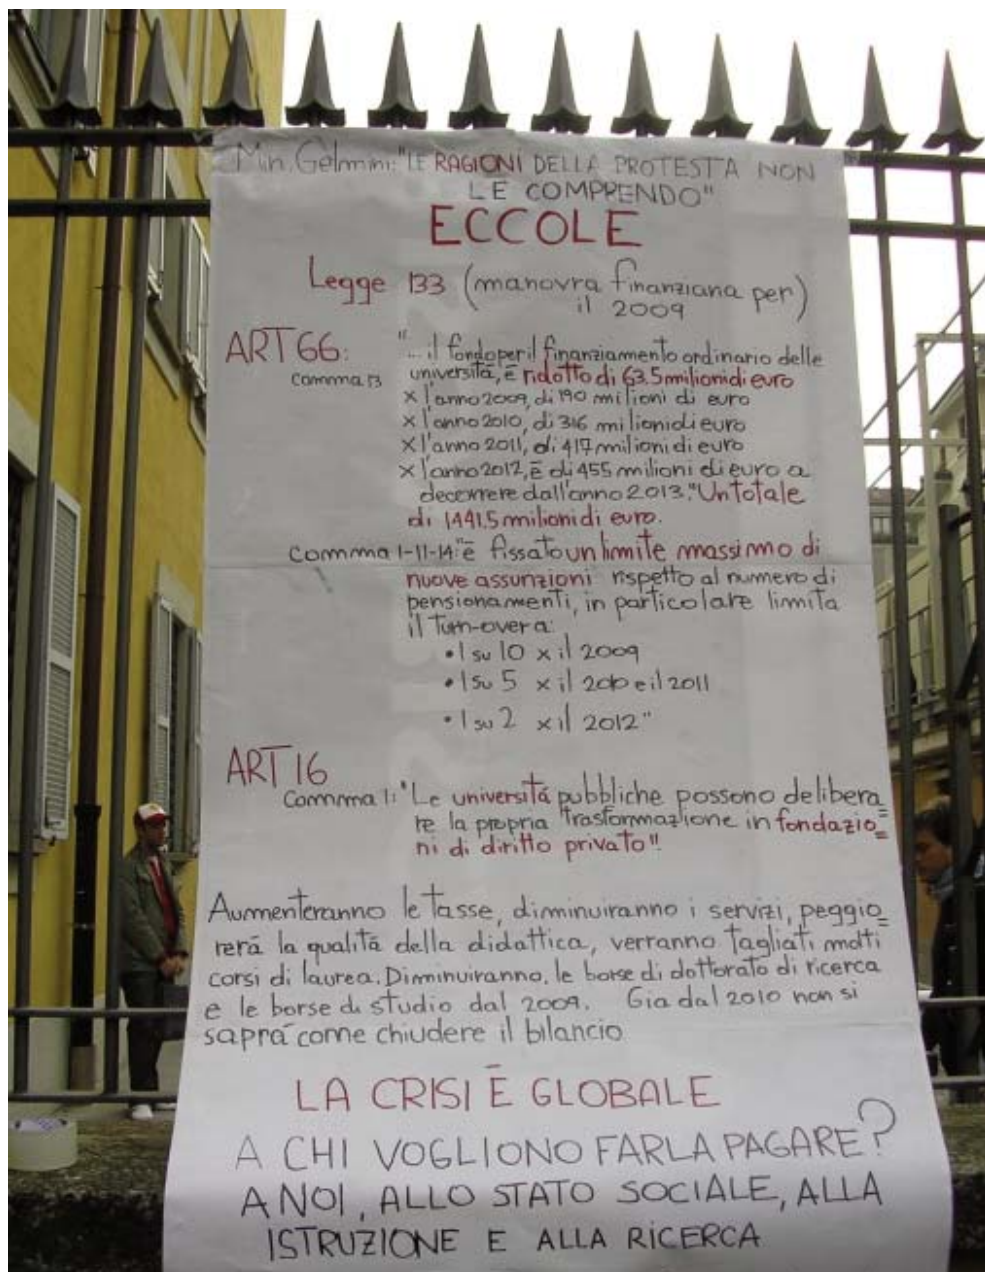 Min. Gelmini: "LE RAGIONI DELLA PROTESTA NON
LE COMPRENDO"
ECCOLE
Legge 133 (manovra finanziaria per)
il 2009
ART 66: "... il fondo per il finanziamento ordinario delle
comma 13 università, è ridotto di 63.5 milioni di euro
x l'anno 2009, di 190 milioni di euro
x l'anno 2010, di 316 milioni di euro
x l'anno 2011, di 417 milioni di euro
x l'anno 2012, è di 455 milioni di euro a
decorrere dall'anno 2013." Un totale
di 1441.5 milioni di euro.
comma 1-11-14: "è fissato un limite massimo di
nuove assunzioni rispetto al numero di
pensionamenti, in particolare limita
il turn-over a:
• 1 su 10 x il 2009
• 1 su 5 x il 2010 e il 2011
• 1 su 2 x il 2012"
ART 16
Comma 1: "Le università pubbliche possono delibera=
re la propria trasformazione in fondazio=
ni di diritto privato".
Aumenteranno le tasse, diminuiranno i servizi, peggio=
rerà la qualità della didattica, verranno tagliati molti
corsi di laurea. Diminuiranno, le borse di dottorato di ricerca
e le borse di studio dal 2009. Gia dal 2010 non si
saprà come chiudere il bilancio
LA CRISI È GLOBALE
A CHI VOGLIONO FARLA PAGARE?
A NOI, ALLO STATO SOCIALE, ALLA
ISTRUZIONE E ALLA RICERCA